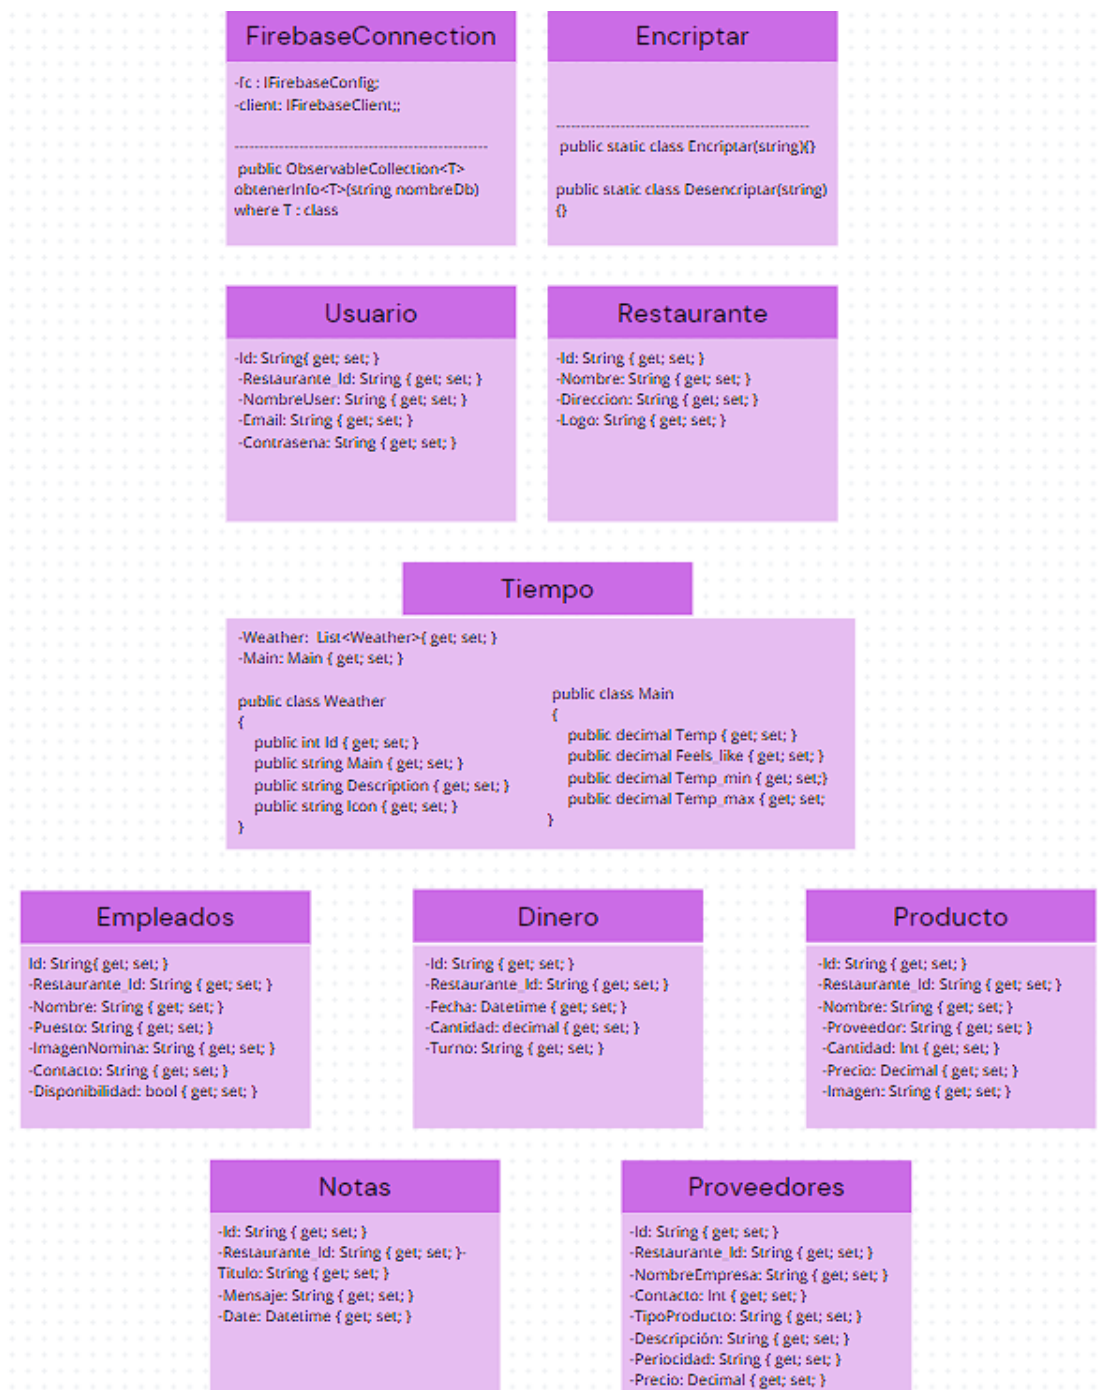 FirebaseConnection
-fc : IFirebaseConfig;
-client: IFirebaseClient;;
----------------------------------------------------
public ObservableCollection<T>
obtenerInfo<T>(string nombreDb)
where T : class
Encriptar
----------------------------------------------------
public static class Encriptar(string){}
public static class Desencriptar(string)
{}
Usuario
-Id: String{ get; set; }
-Restaurante_Id: String { get; set; }
-NombreUser: String { get; set; }
-Email: String { get; set; }
-Contrasena: String { get; set; }
Restaurante
-Id: String { get; set; }
-Nombre: String { get; set; }
-Direccion: String { get; set; }
-Logo: String { get; set; }
Tiempo
-Weather:  List<Weather>{ get; set; }
-Main: Main { get; set; }
public class Weather
{
public int Id { get; set; }
public string Main { get; set; }
public string Description { get; set; }
public string Icon { get; set; }
}
public class Main
{
public decimal Temp { get; set; }
public decimal Feels_like { get; set; }
public decimal Temp_min { get; set;}
public decimal Temp_max { get; set;
}
Empleados
Id: String{ get; set; }
-Restaurante_Id: String { get; set; }
-Nombre: String { get; set; }
-Puesto: String { get; set; }
-ImagenNomina: String { get; set; }
-Contacto: String { get; set; }
-Disponibilidad: bool { get; set; }
Dinero
-Id: String { get; set; }
-Restaurante_Id: String { get; set; }
-Fecha: Datetime { get; set; }
-Cantidad: decimal { get; set; }
-Turno: String { get; set; }
Producto
-Id: String { get; set; }
-Restaurante_Id: String { get; set; }
-Nombre: String { get; set; }
-Proveedor: String { get; set; }
-Cantidad: Int { get; set; }
-Precio: Decimal { get; set; }
-Imagen: String { get; set; }
Notas
-Id: String { get; set; }
-Restaurante_Id: String { get; set; }-
Titulo: String { get; set; }
-Mensaje: String { get; set; }
-Date: Datetime { get; set; }
Proveedores
-Id: String { get; set; }
-Restaurante_Id: String { get; set; }
-NombreEmpresa: String { get; set; }
-Contacto: Int { get; set; }
-TipoProducto: String { get; set; }
-Descripción: String { get; set; }
-Periocidad: String { get; set; }
-Precio: Decimal { get; set; }